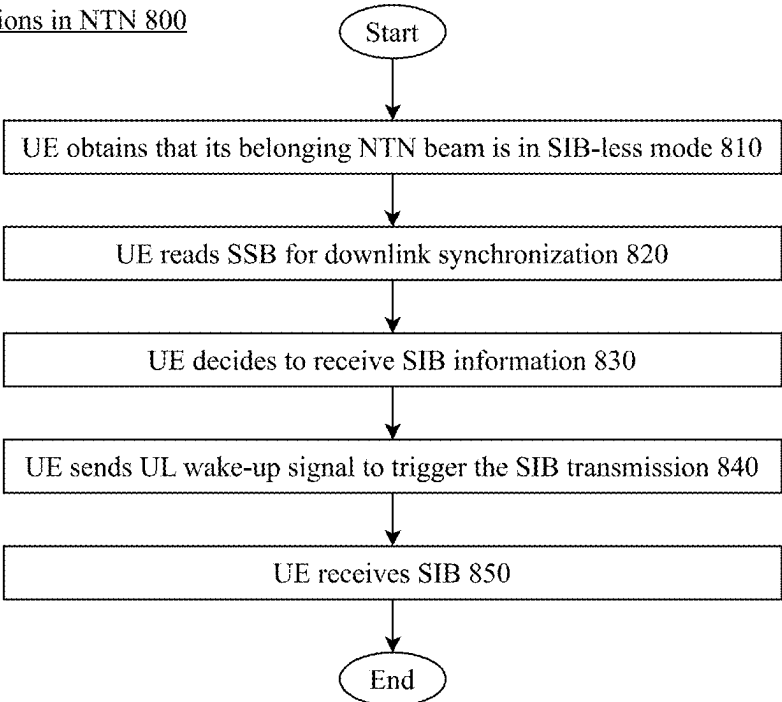 in NTN 800
Start
UE obtains that its belonging NTN beam is in SIB-less mode 810
UE reads SSB for downlink synchronization 820
UE decides to receive SIB information 830
UE sends UL wake-up signal to trigger the SIB transmission 840
UE receives SIB 850
End